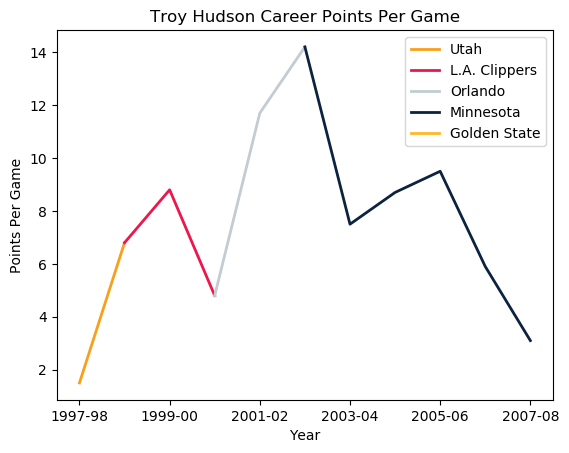 Troy Hudson Career Points Per Game
Utah
L.A. Clippers
Orlando
Minnesota
Golden State
Points Per Game
14
12
10
8
6
4
2
1997-98 1999-00 2001-02 2003-04 2005-06 2007-08
Year